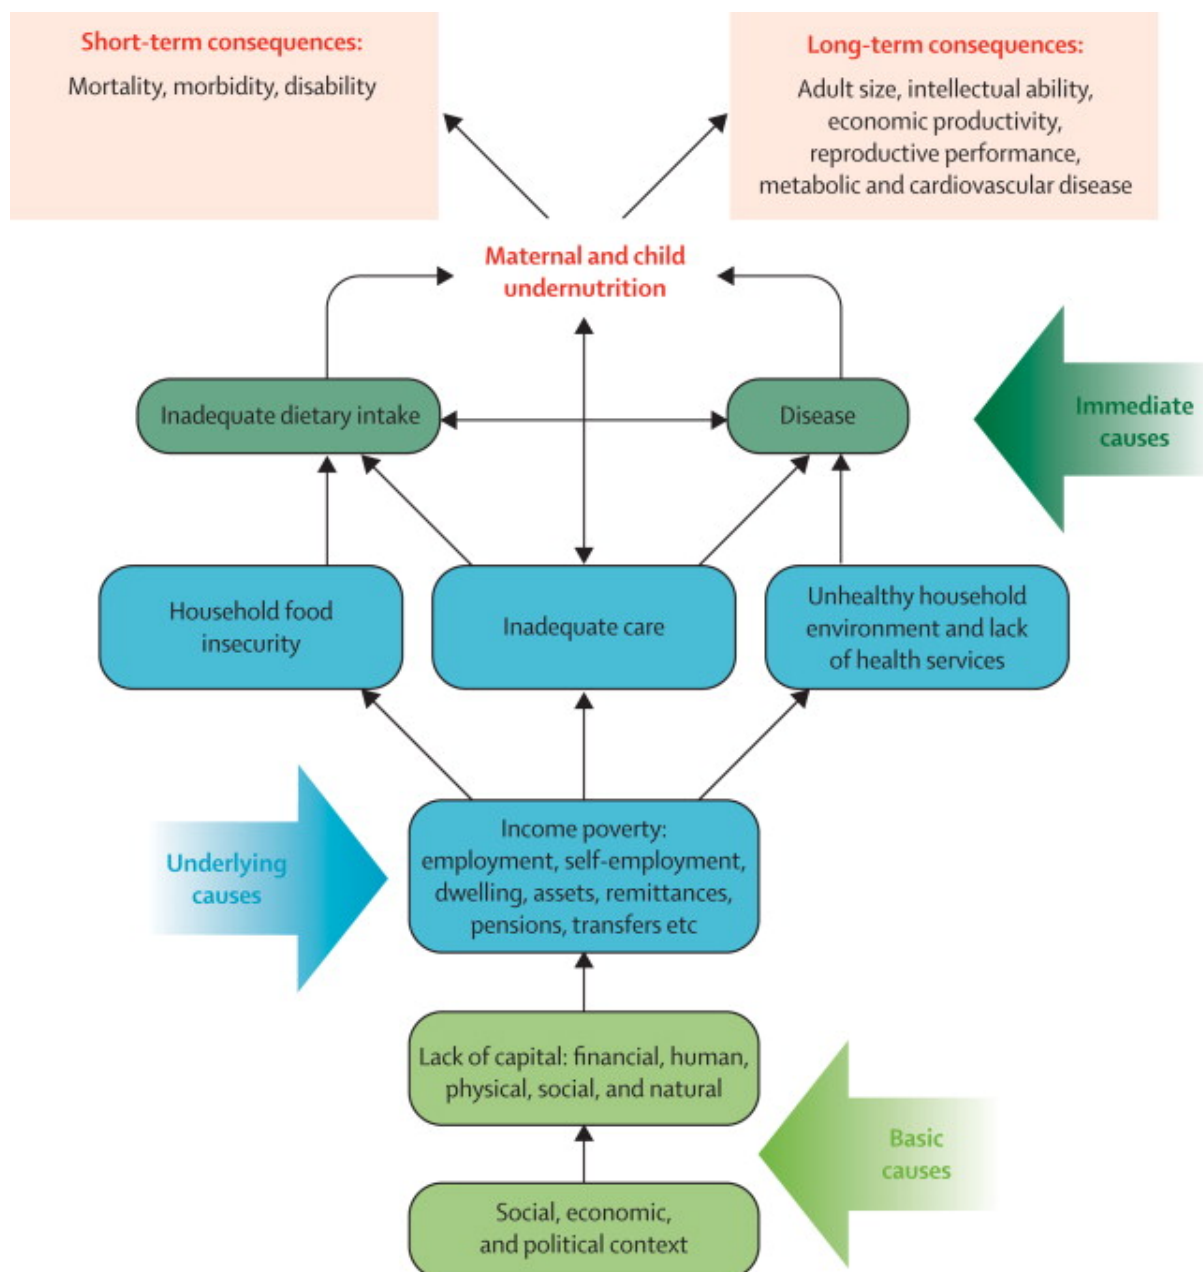 Short-term consequences:
Mortality, morbidity, disability
Long-term consequences:
Adult size, intellectual ability,
economic productivity,
reproductive performance,
metabolic and cardiovascular disease
Maternal and child
undernutrition
Inadequate dietary intake
Disease
Immediate
causes
Household food
insecurity
Inadequate care
Unhealthy household
environment and lack
of health services
Underlying
causes
Income poverty:
employment, self-employment,
dwelling, assets, remittances,
pensions, transfers etc
Lack of capital: financial, human,
physical, social, and natural
Basic
causes
Social, economic,
and political context